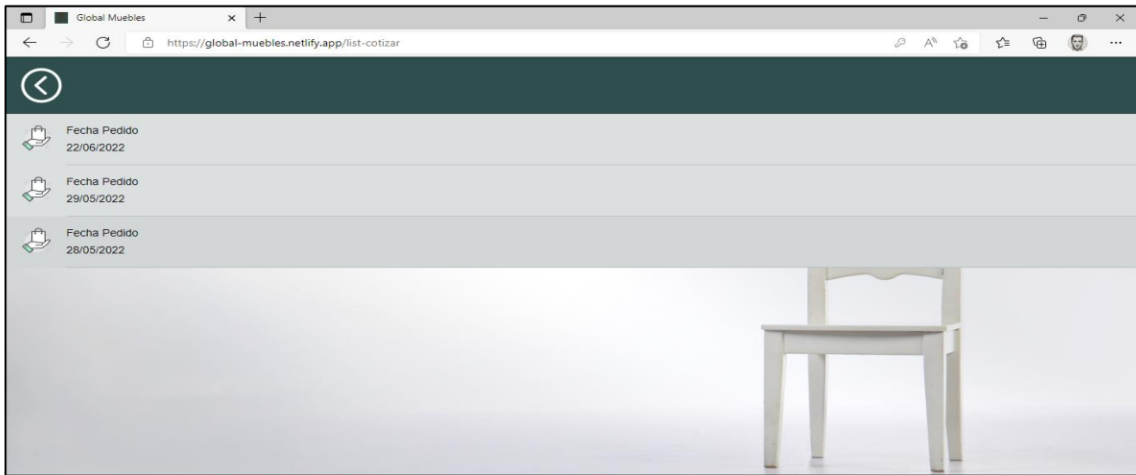 Global Muebles
https://global-muebles.netlify.app/list-cotizar
Fecha Pedido
22/06/2022
Fecha Pedido
29/05/2022
Fecha Pedido
28/05/2022